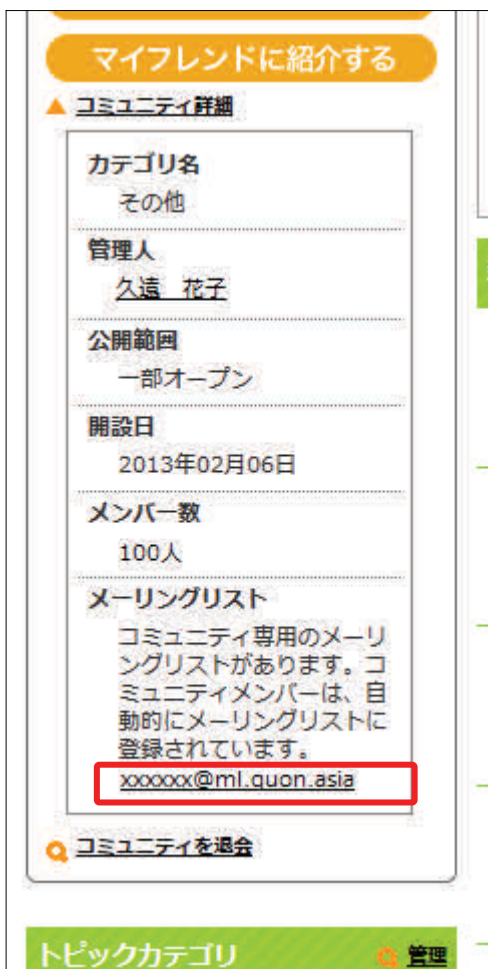 マイフレンドに紹介する
コミュニティ詳細
カテゴリ名
その他
管理人
久遠 花子
公開範囲
一部オープン
開設日
2013年02月06日
メンバー数
100人
メーリングリスト
コミュニティ専用のメーリ
ングリストがあります。コ
ミュニティメンバーは、自
動的にメーリングリストに
登録されています。
xxxxxx@ml.quon.asia
コミュニティを退会
トピックカテゴリ
管理